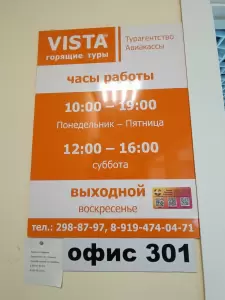 VISTA®
горящие туры
Турагентство
Авиакассы
часы работы
10:00 – 19:00
Понедельник – Пятница
12:00 – 16:00
суббота
выходной
воскресенье
тел.: 298-87-97, 8-919-474-04-71
офис 301